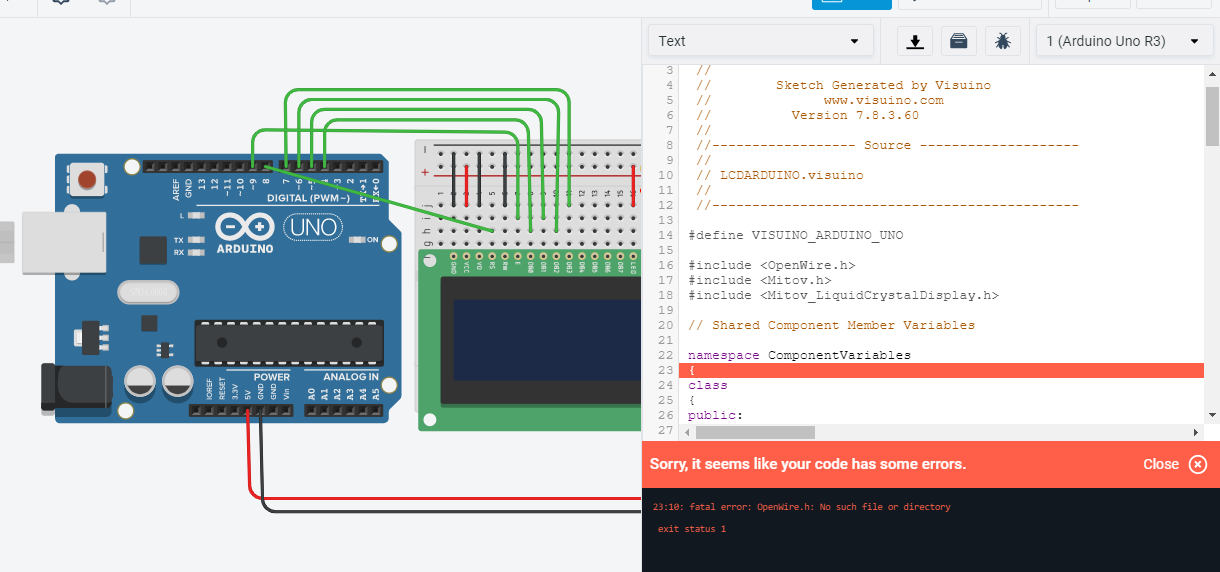 Text
1 (Arduino Uno R3)
3 //
4 // Sketch Generated by Visuino
5 // www.visuino.com
6 // Version 7.8.3.60
7 //
8 //------------------ Source --------------------
9 //
10 // LCDARDUINO.visuino
11 //
12 //----------------------------------------------
13
14 #define VISUINO_ARDUINO_UNO
15
16 #include <OpenWire.h>
17 #include <Mitov.h>
18 #include <Mitov_LiquidCrystalDisplay.h>
19
20 // Shared Component Member Variables
21
22 namespace ComponentVariables
23 {
24 class
25 {
26 public:
27
Sorry, it seems like your code has some errors.
Close
23:10: fatal error: OpenWire.h: No such file or directory
exit status 1
AREF
GND
13
12
~11
~10
~9
8
7
~6
~5
4
~3
2
TX→1
RX←0
DIGITAL (PWM~)
L
TX
RX
ARDUINO
UNO
ON
POWER
ANALOG IN
IOREF
RESET
3.3V
5V
GND
GND
Vin
A0
A1
A2
A3
A4
A5
GND
VCC
VO
RS
RW
E
DB0
DB1
DB2
DB3
DB4
DB5
DB6
DB7
LED
j
i
h
g